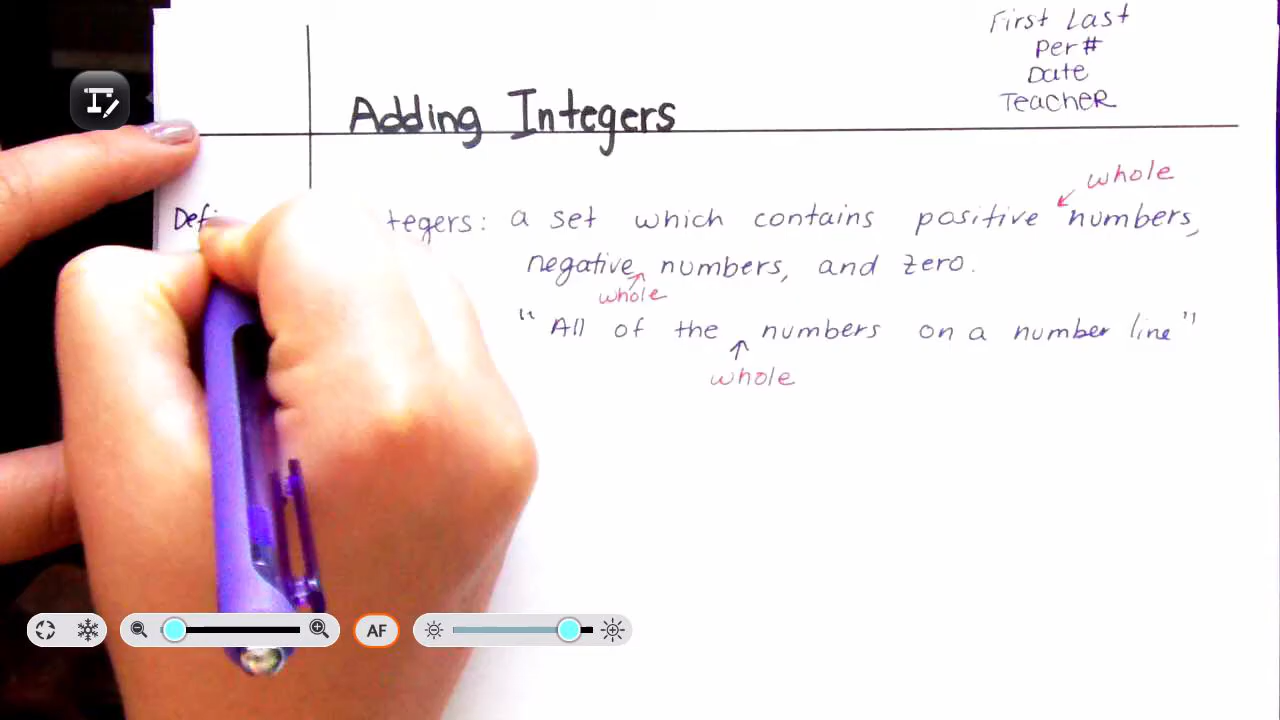 First Last
Per #
Date
Teacher
Adding Integers
whole
Defi tegers: a set which contains positive numbers,
negative numbers, and zero.
whole
"All of the numbers on a number line"
whole
AF